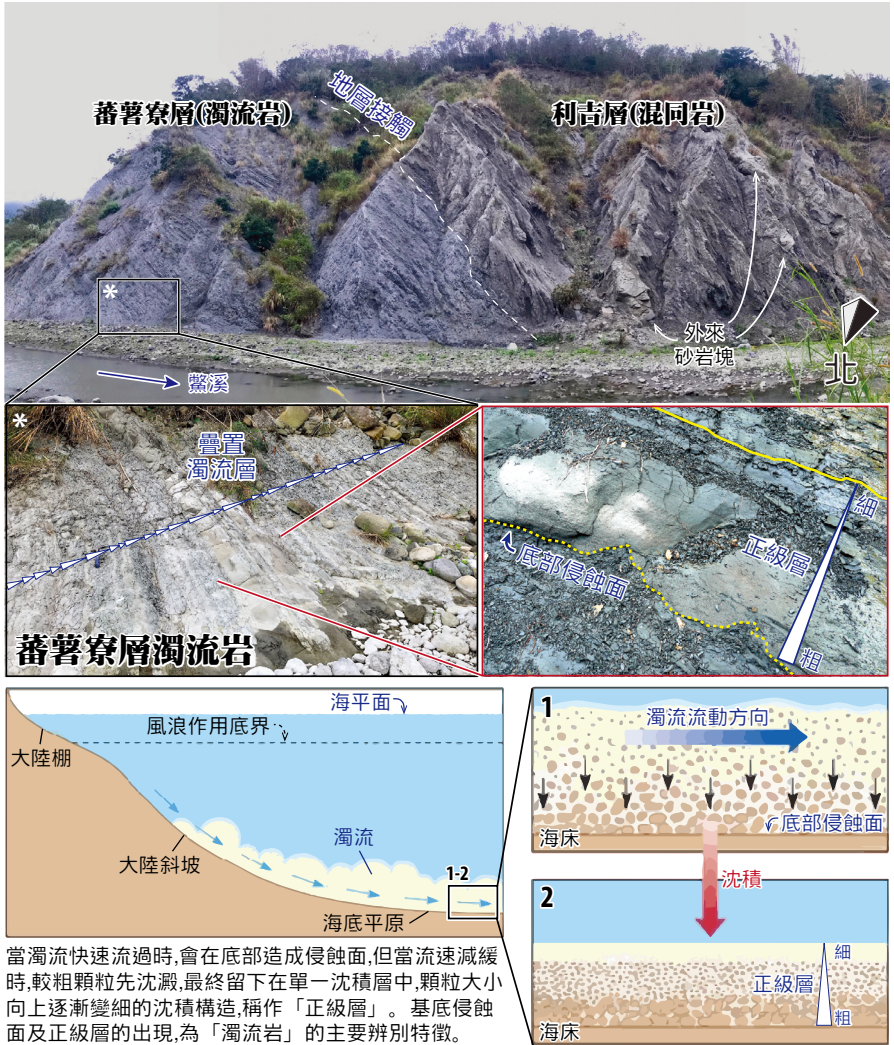 蕃薯寮層(濁流岩)
地層接觸
利吉層(混同岩)
*
外來
砂岩塊
北
鱉溪
*
疊置
濁流層
蕃薯寮層濁流岩
細
正級層
底部侵蝕面
粗
海平面
風浪作用底界
大陸棚
濁流
大陸斜坡
1-2
海底平原
1
濁流流動方向
底部侵蝕面
海床
沈積
2
細
正級層
粗
海床
當濁流快速流過時,會在底部造成侵蝕面,但當流速減緩
時,較粗顆粒先沈澱,最終留下在單一沈積層中,顆粒大小
向上逐漸變細的沈積構造,稱作「正級層」。基底侵蝕
面及正級層的出現,為「濁流岩」的主要辨別特徵。